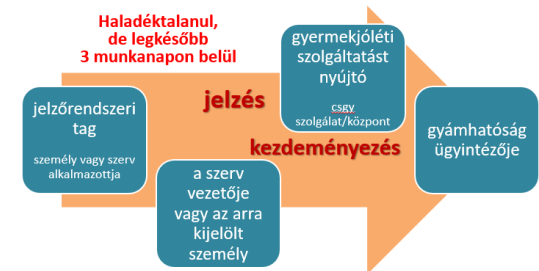 Haladéktalanul,
de legkésőbb
3 munkanapon belül
jelzőrendszeri
tag
személy vagy szerv
alkalmazottja
jelzés
a szerv
vezetője
vagy az arra
kijelölt
személy
gyermekjóléti
szolgáltatást
nyújtó
csgy
szolgálat/központ
kezdeményezés
gyámhatóság
ügyintézője